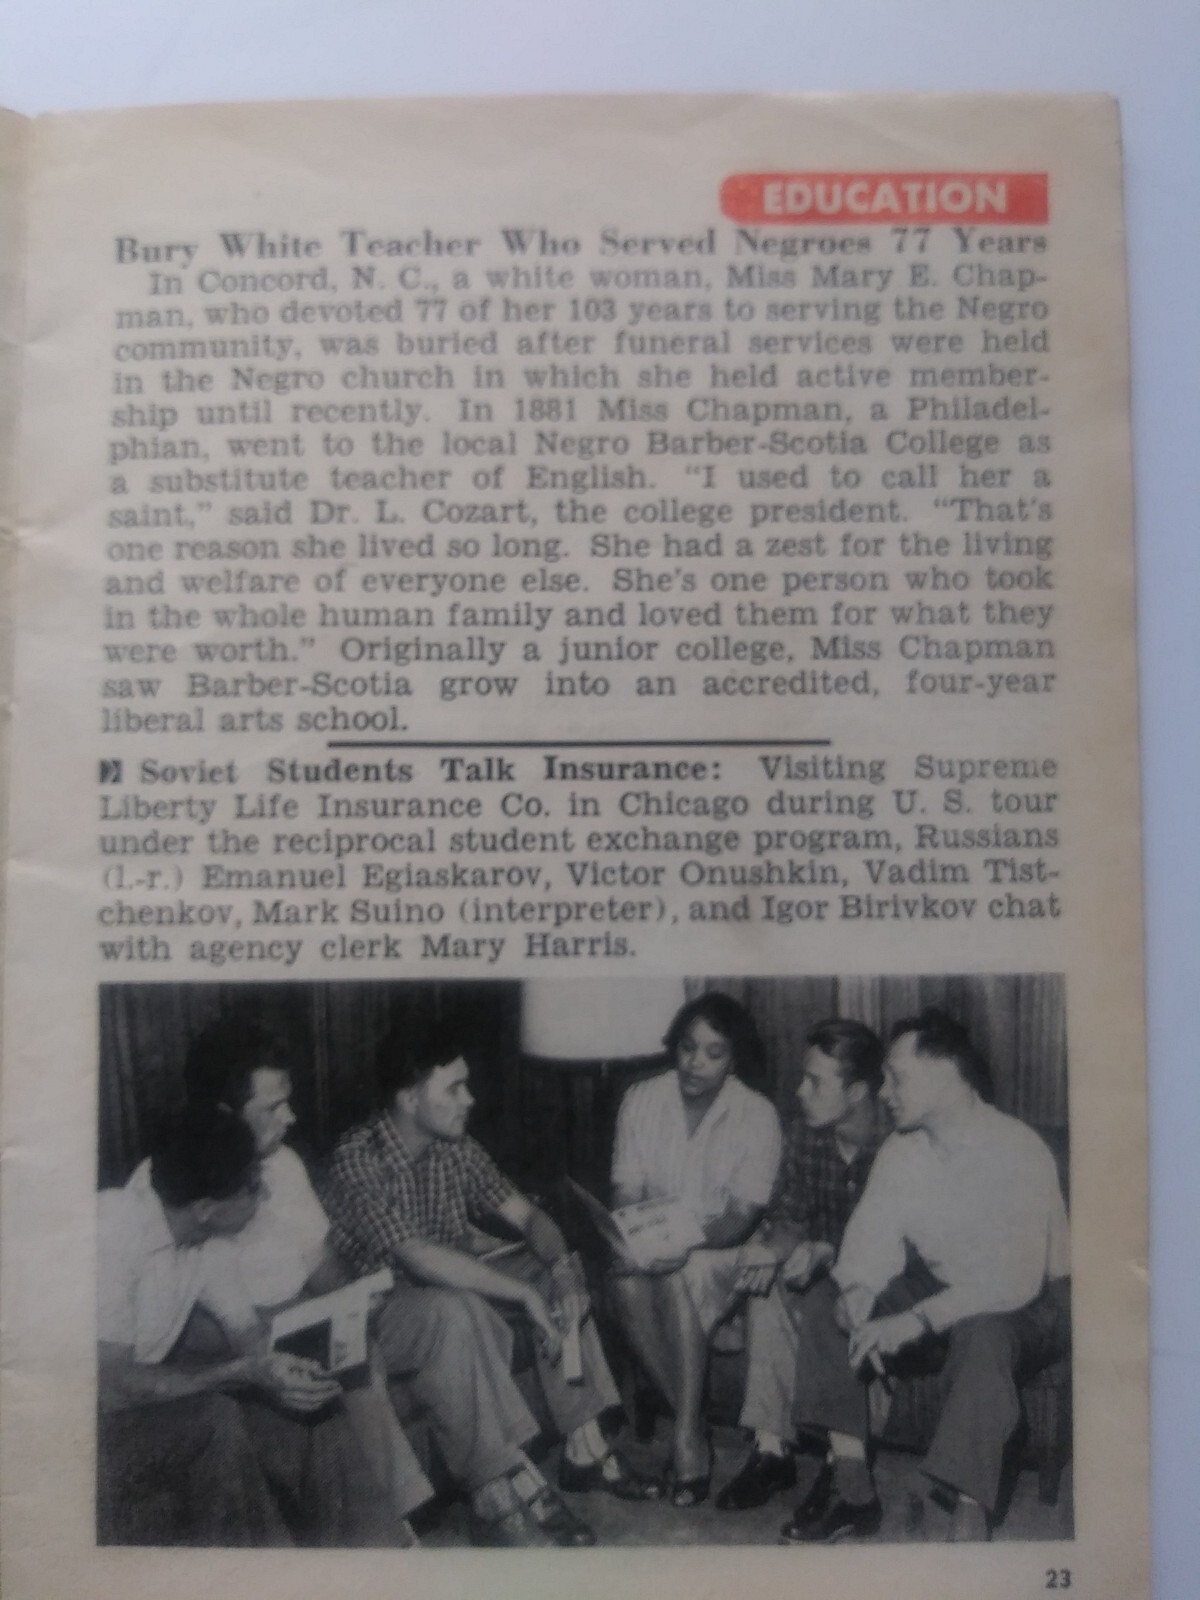 EDUCATION
Bury White Teacher Who Served Negroes 77 Years
In Concord, N. C., a white woman, Miss Mary E. Chap-
man, who devoted 77 of her 103 years to serving the Negro
community, was buried after funeral services were held
in the Negro church in which she held active member-
ship until recently. In 1881 Miss Chapman, a Philadel-
phian, went to the local Negro Barber-Scotia College as
a substitute teacher of English. “I used to call her a
saint,” said Dr. L. Cozart, the college president. “That’s
one reason she lived so long. She had a zest for the living
and welfare of everyone else. She’s one person who took
in the whole human family and loved them for what they
were worth.” Originally a junior college, Miss Chapman
saw Barber-Scotia grow into an accredited, four-year
liberal arts school.
Soviet Students Talk Insurance: Visiting Supreme
Liberty Life Insurance Co. in Chicago during U. S. tour
under the reciprocal student exchange program, Russians
(l.-r.) Emanuel Egiaskarov, Victor Onushkin, Vadim Tist-
chenkov, Mark Suino (interpreter), and Igor Birivkov chat
with agency clerk Mary Harris.
23